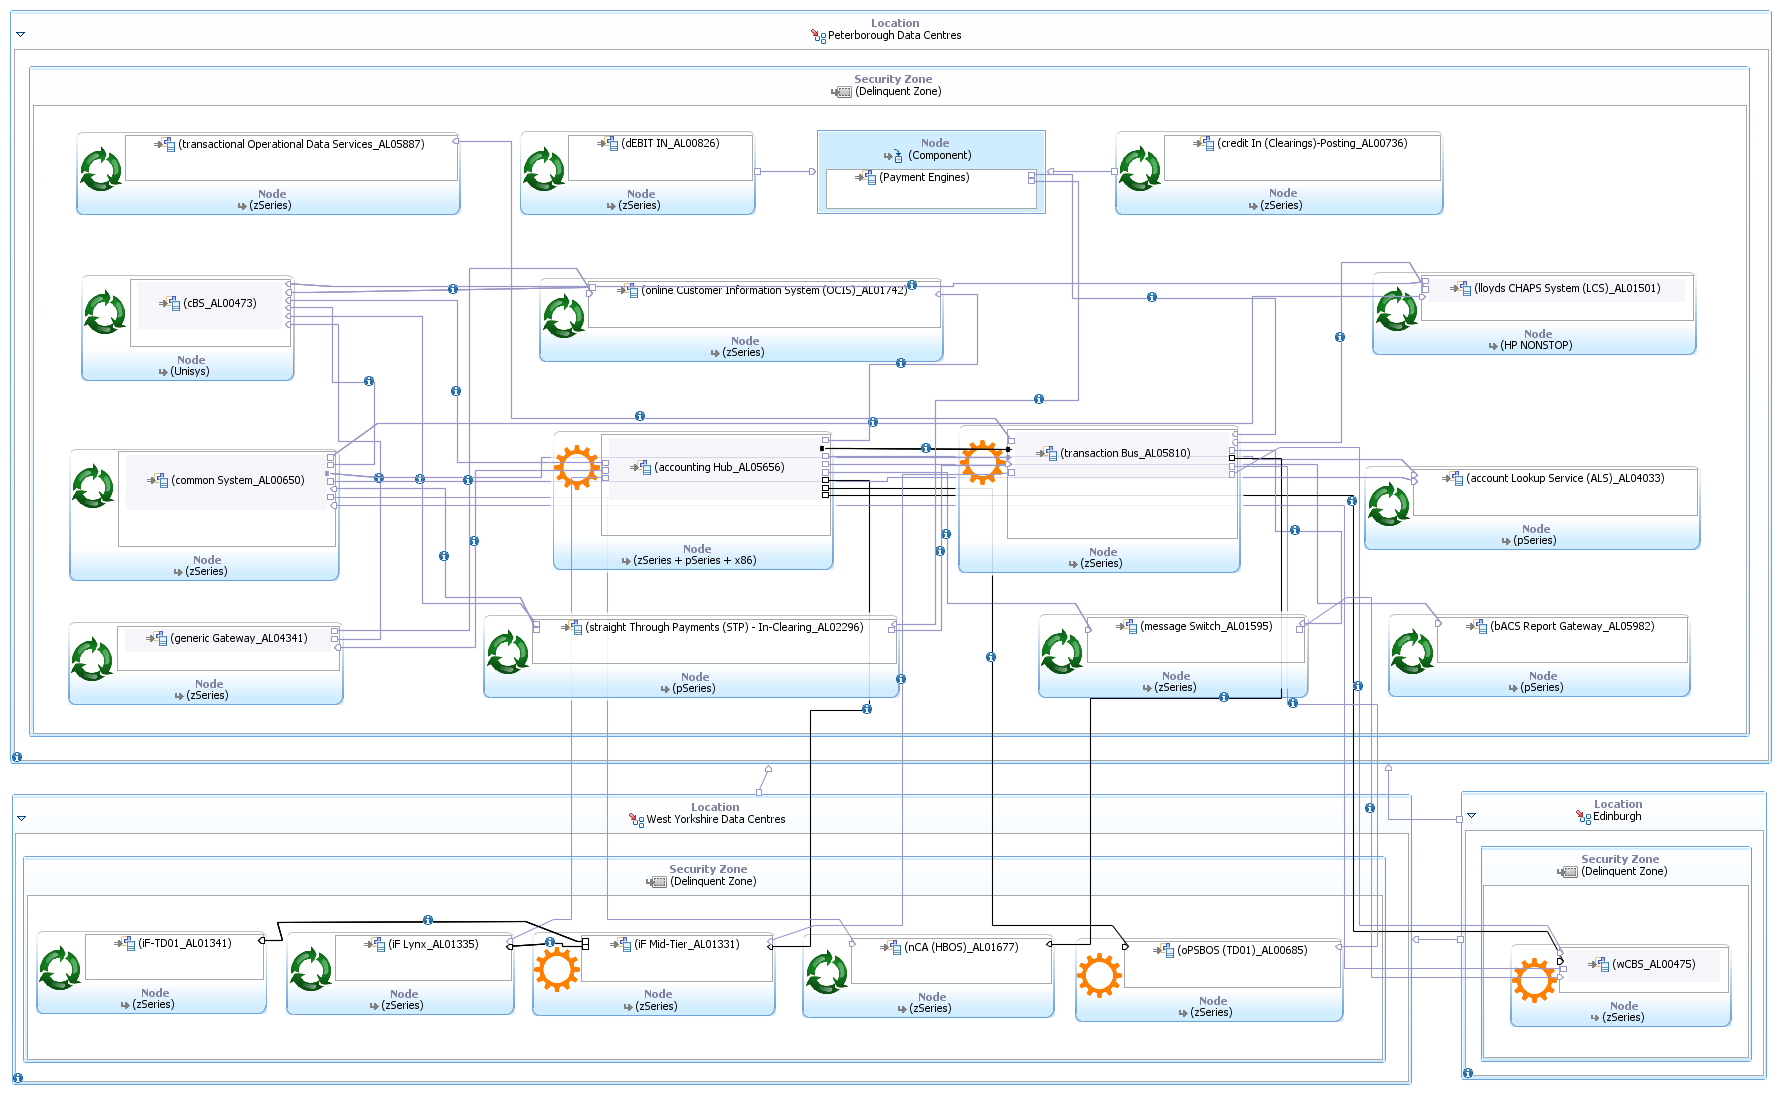 Location
Peterborough Data Centres
Security Zone
(Delinquent Zone)
(transactional Operational Data Services_AL05887)
Node
(zSeries)
(dEBIT IN_AL00826)
Node
(zSeries)
Node
(Component)
(Payment Engines)
(credit In (Clearings)-Posting_AL00736)
Node
(zSeries)
(cBS_AL00473)
Node
(Unisys)
(online Customer Information System (OCIS)_AL01742)
Node
(zSeries)
(lloyds CHAPS System (LCS)_AL01501)
Node
(HP NONSTOP)
(common System_AL00650)
Node
(zSeries)
(accounting Hub_AL05656)
Node
(zSeries + pSeries + x86)
(transaction Bus_AL05810)
Node
(zSeries)
(account Lookup Service (ALS)_AL04033)
Node
(pSeries)
(generic Gateway_AL04341)
Node
(zSeries)
(straight Through Payments (STP) - In-Clearing_AL02296)
Node
(pSeries)
(message Switch_AL01595)
Node
(zSeries)
(bACS Report Gateway_AL05982)
Node
(pSeries)
Location
West Yorkshire Data Centres
Security Zone
(Delinquent Zone)
(iF-TD01_AL01341)
Node
(zSeries)
(iF Lynx_AL01335)
Node
(zSeries)
(iF Mid-Tier_AL01331)
Node
(zSeries)
(nCA (HBOS)_AL01677)
Node
(zSeries)
(oPSBOS (TD01)_AL00685)
Node
(zSeries)
Location
Edinburgh
Security Zone
(Delinquent Zone)
(wCBS_AL00475)
Node
(zSeries)